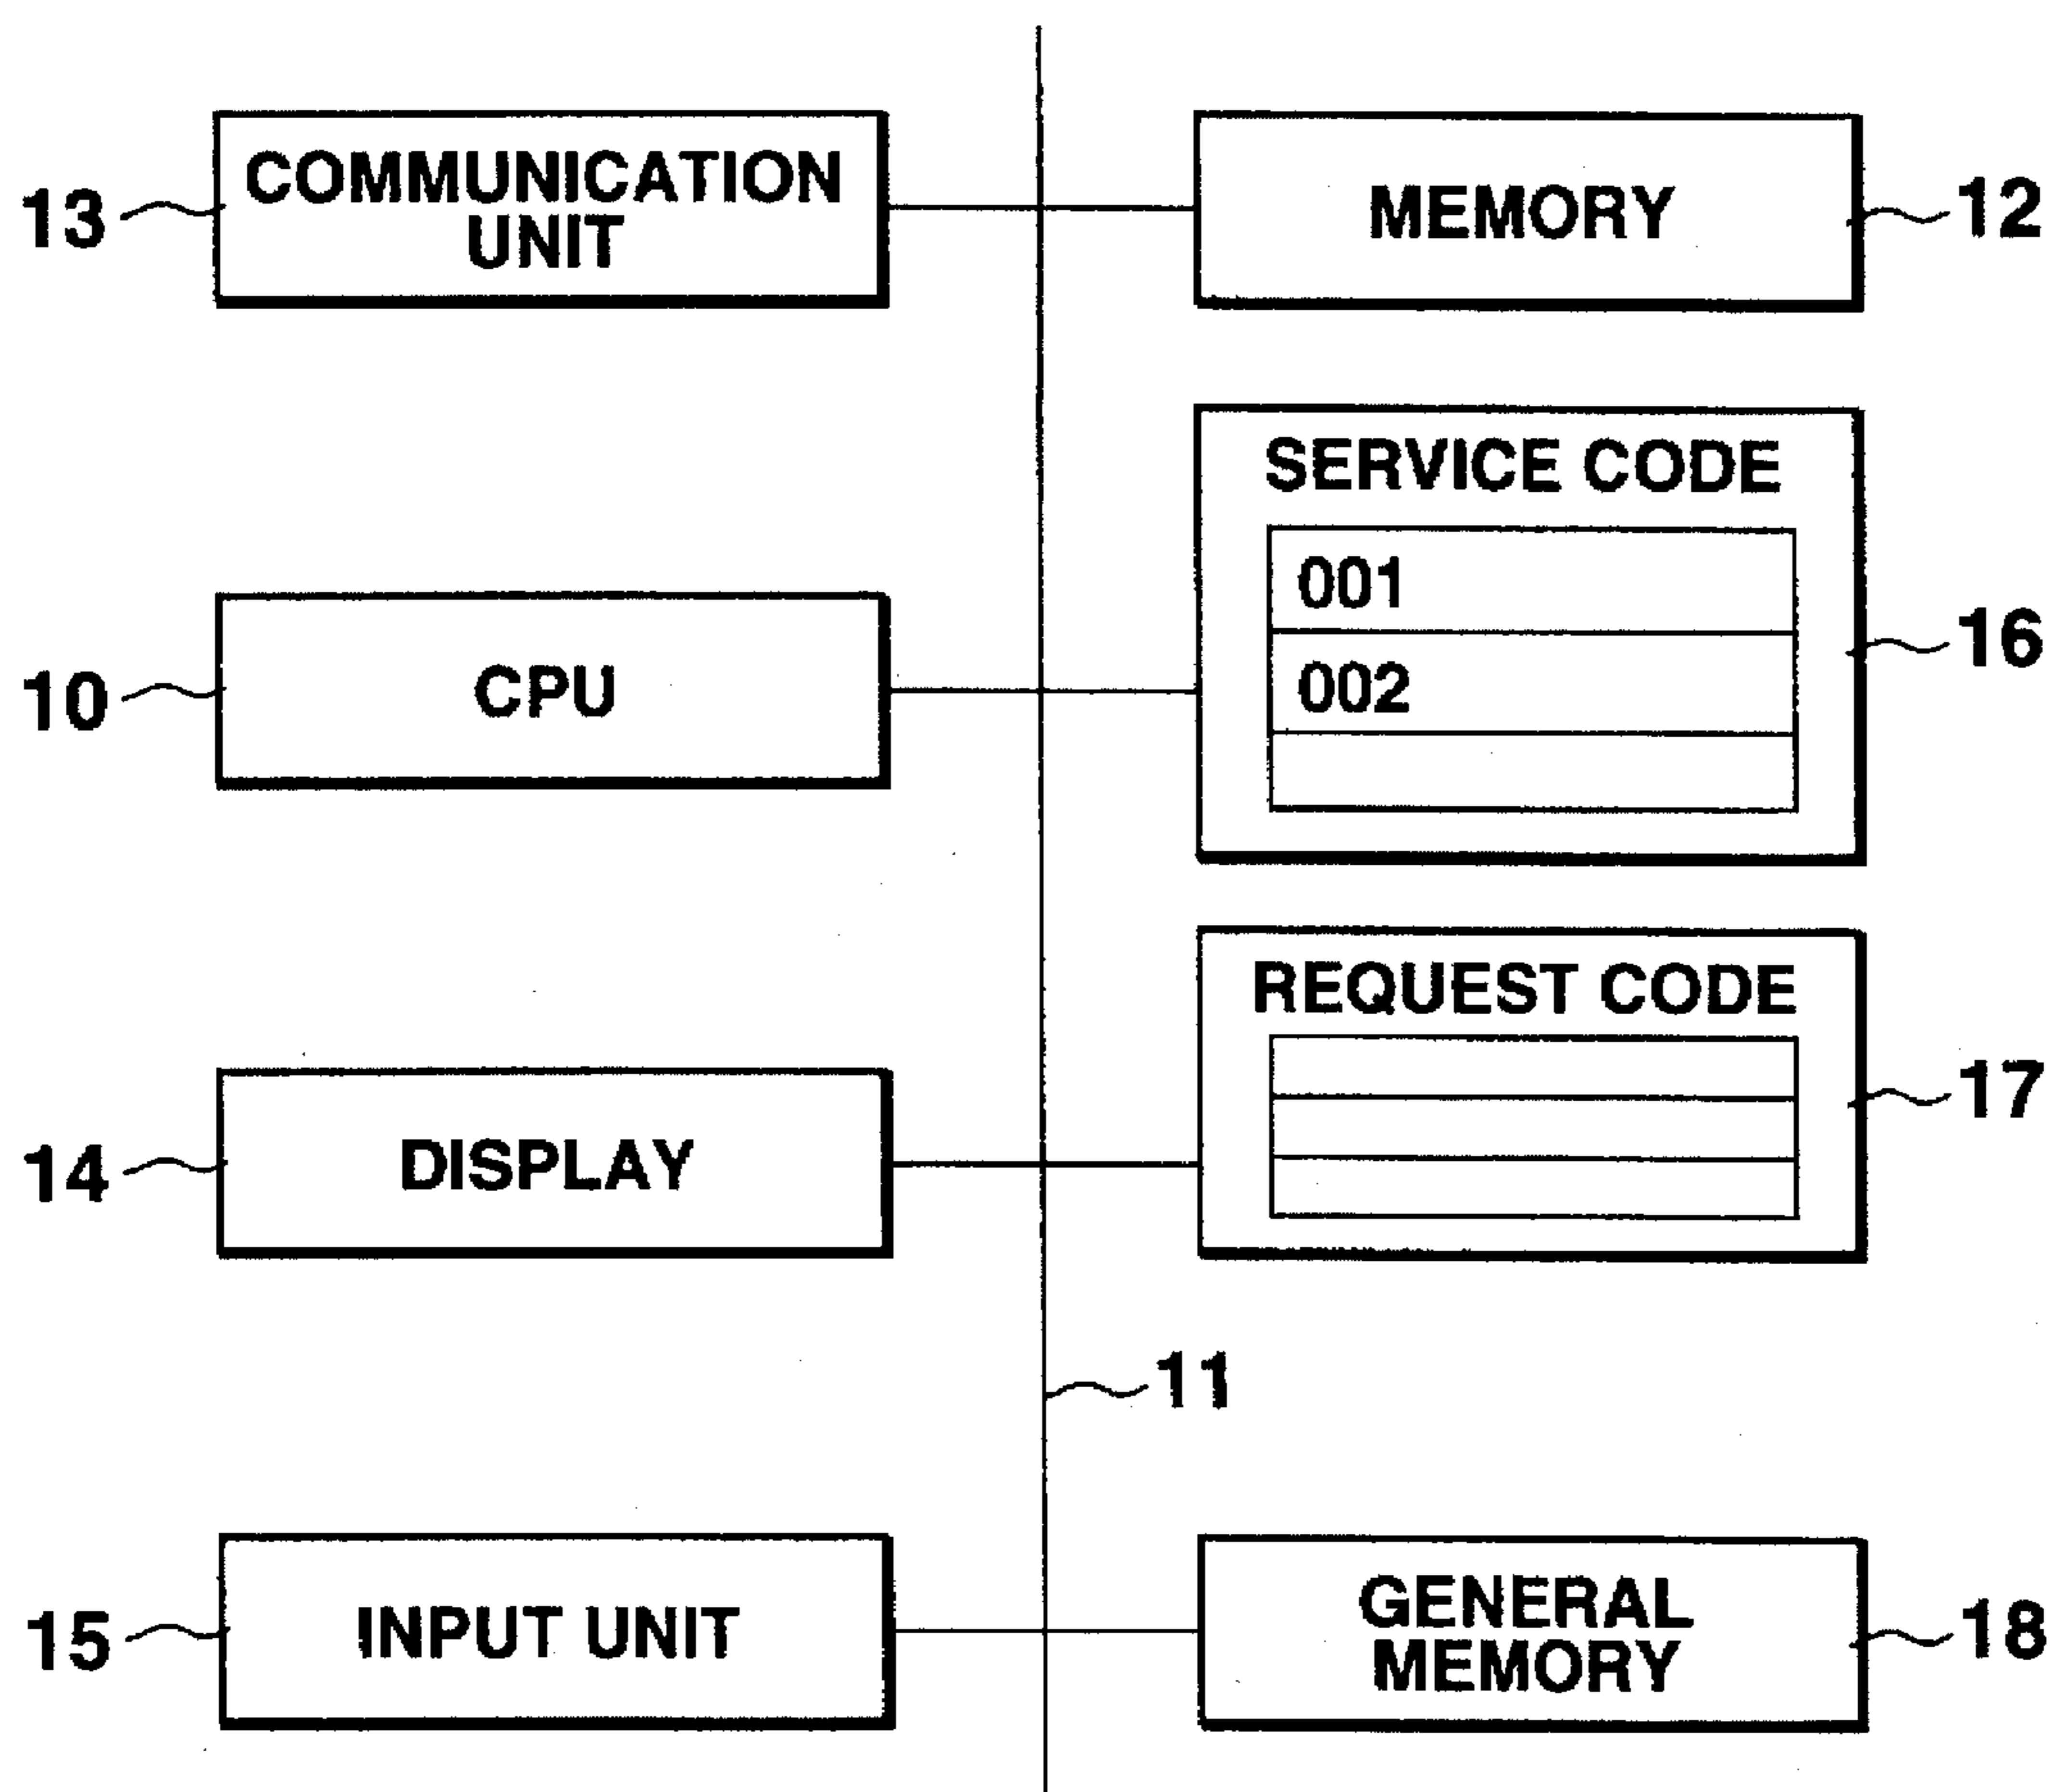 13
COMMUNICATION
UNIT
MEMORY
12
SERVICE CODE
001
002
16
10
CPU
REQUEST CODE
17
14
DISPLAY
11
15
INPUT UNIT
GENERAL
MEMORY
18